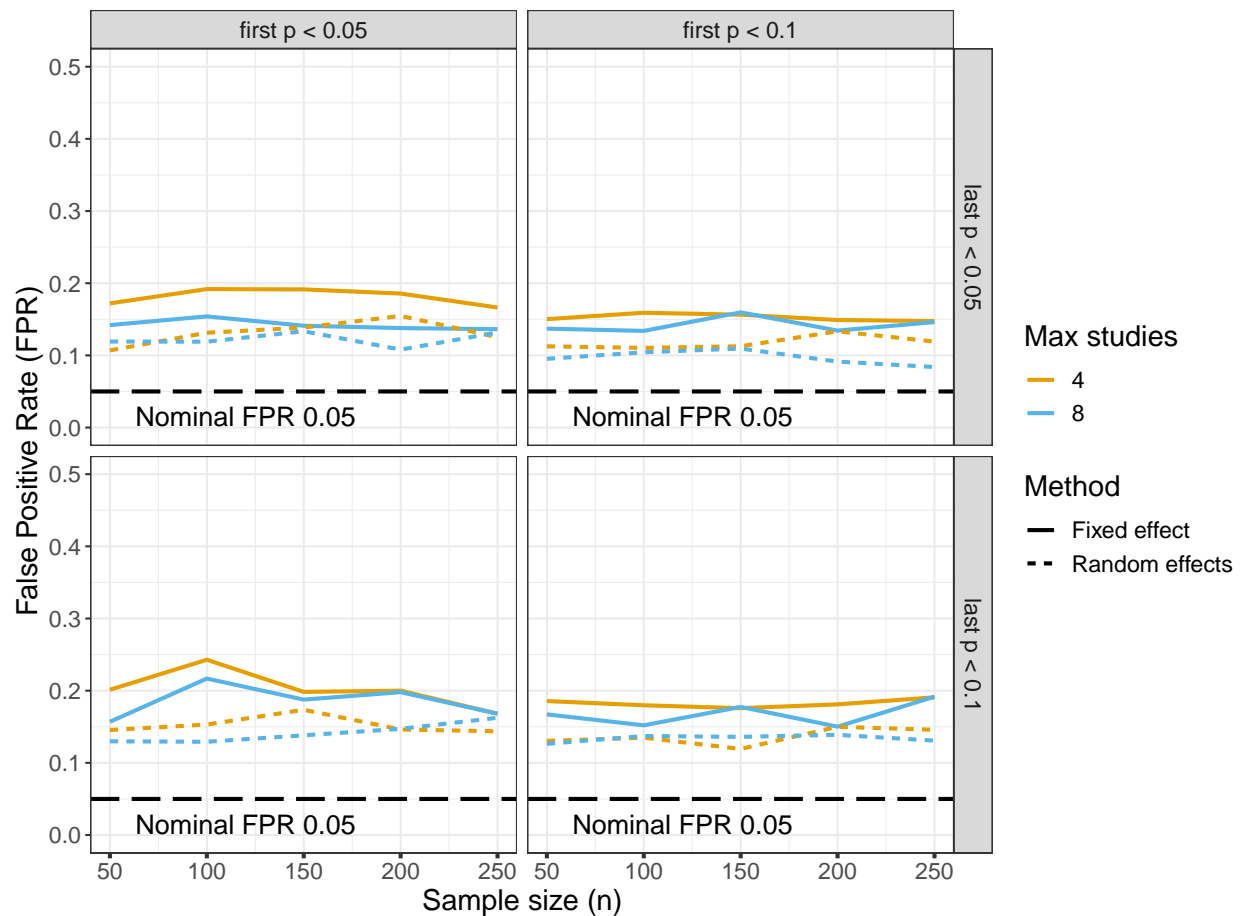 first p < 0.05
first p < 0.1
0.5
0.4
0.3
0.2
0.1
0.0
Nominal FPR 0.05
Nominal FPR 0.05
last p < 0.05
0.5
0.4
0.3
0.2
0.1
0.0
Nominal FPR 0.05
Nominal FPR 0.05
last p < 0.1
50 100 150 200 250
50 100 150 200 250
Sample size (n)
False Positive Rate (FPR)
Max studies
4
8
Method
Fixed effect
Random effects